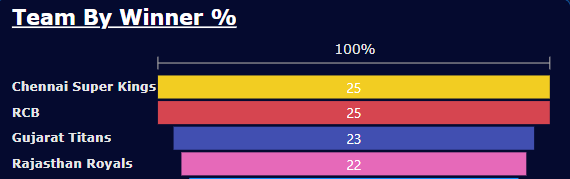 Team By Winner %
100%
Chennai Super Kings 25
RCB 25
Gujarat Titans 23
Rajasthan Royals 22